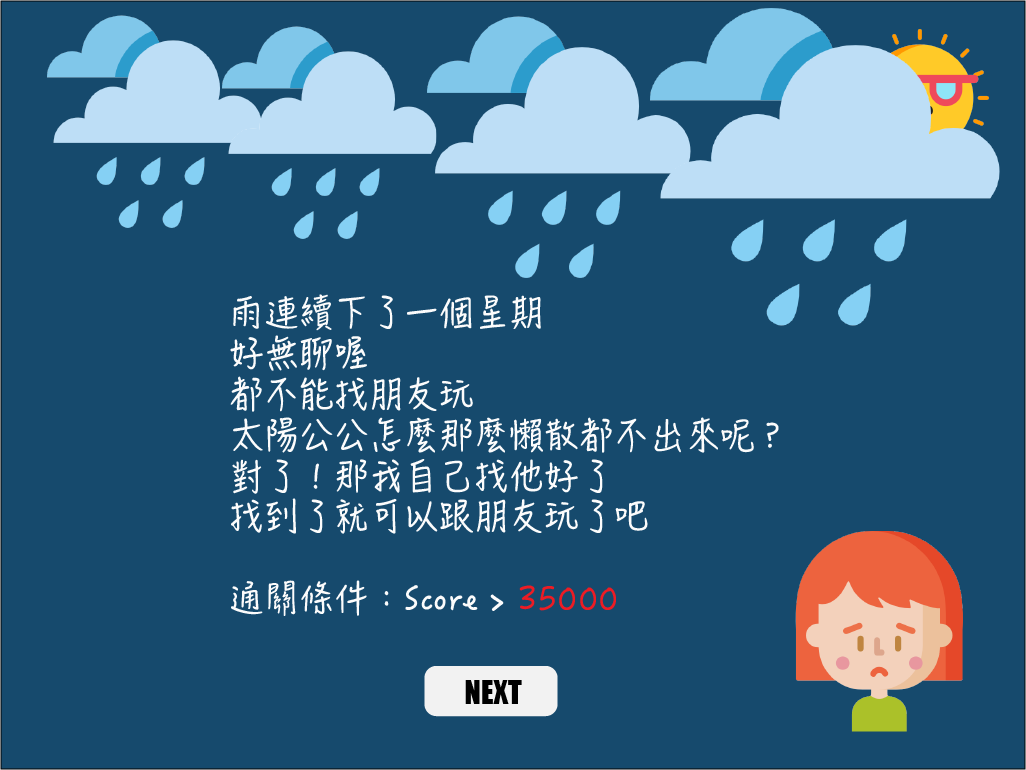 雨連續下了一個星期
好無聊喔
都不能找朋友玩
太陽公公怎麼那麼懶散都不出來呢？
對了！那我自己找他好了
找到了就可以跟朋友玩了吧
通關條件：Score > 35000
NEXT